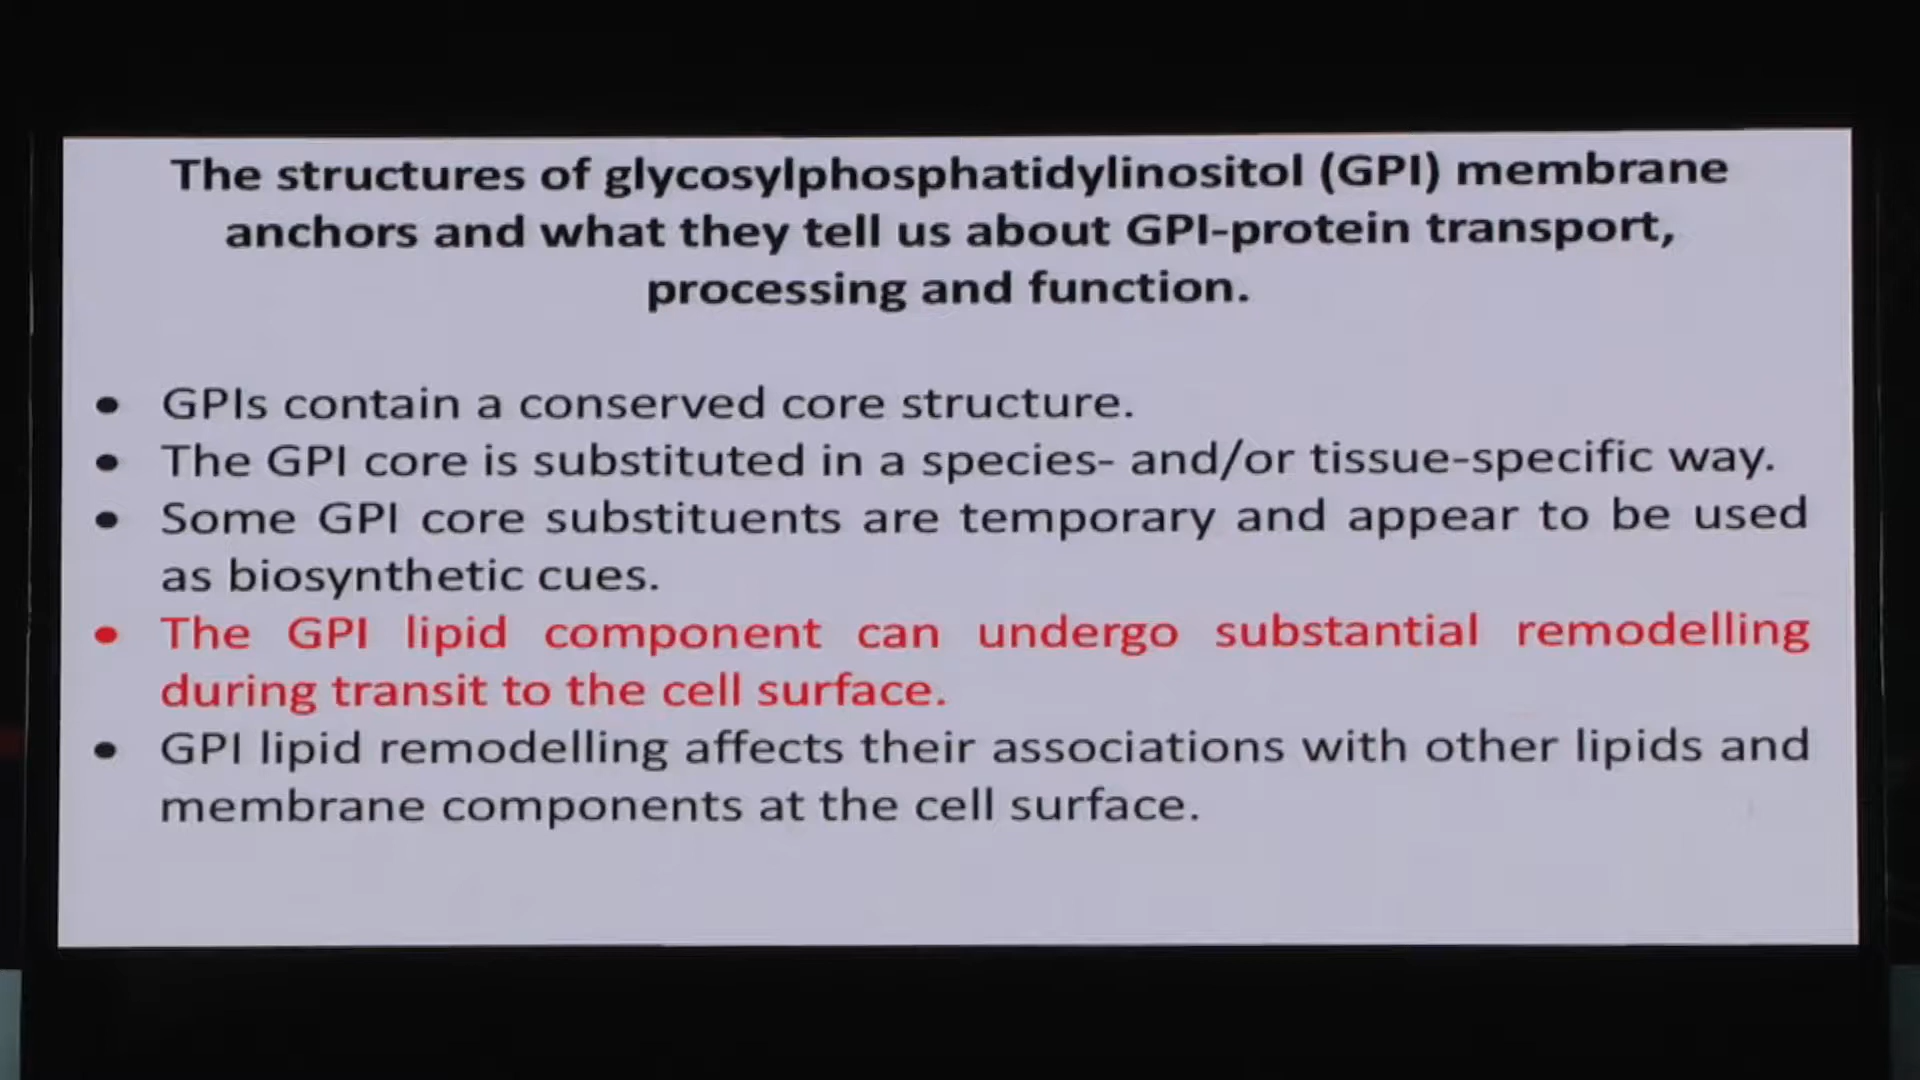 The structures of glycosylphosphatidylinositol (GPI) membrane
anchors and what they tell us about GPI-protein transport,
processing and function.
• GPIs contain a conserved core structure.
• The GPI core is substituted in a species- and/or tissue-specific way.
• Some GPI core substituents are temporary and appear to be used
as biosynthetic cues.
• The GPI lipid component can undergo substantial remodelling
during transit to the cell surface.
• GPI lipid remodelling affects their associations with other lipids and
membrane components at the cell surface.